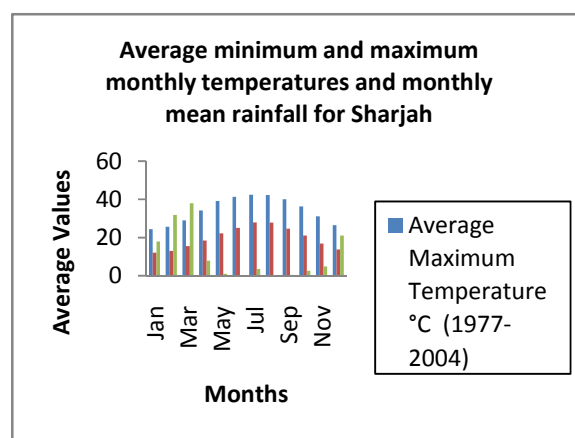 Average minimum and maximum
monthly temperatures and monthly
mean rainfall for Sharjah
60
40
20
0
Average Values
Jan
Mar
May
Jul
Sep
Nov
Months
Average
Maximum
Temperature
°C (1977-
2004)